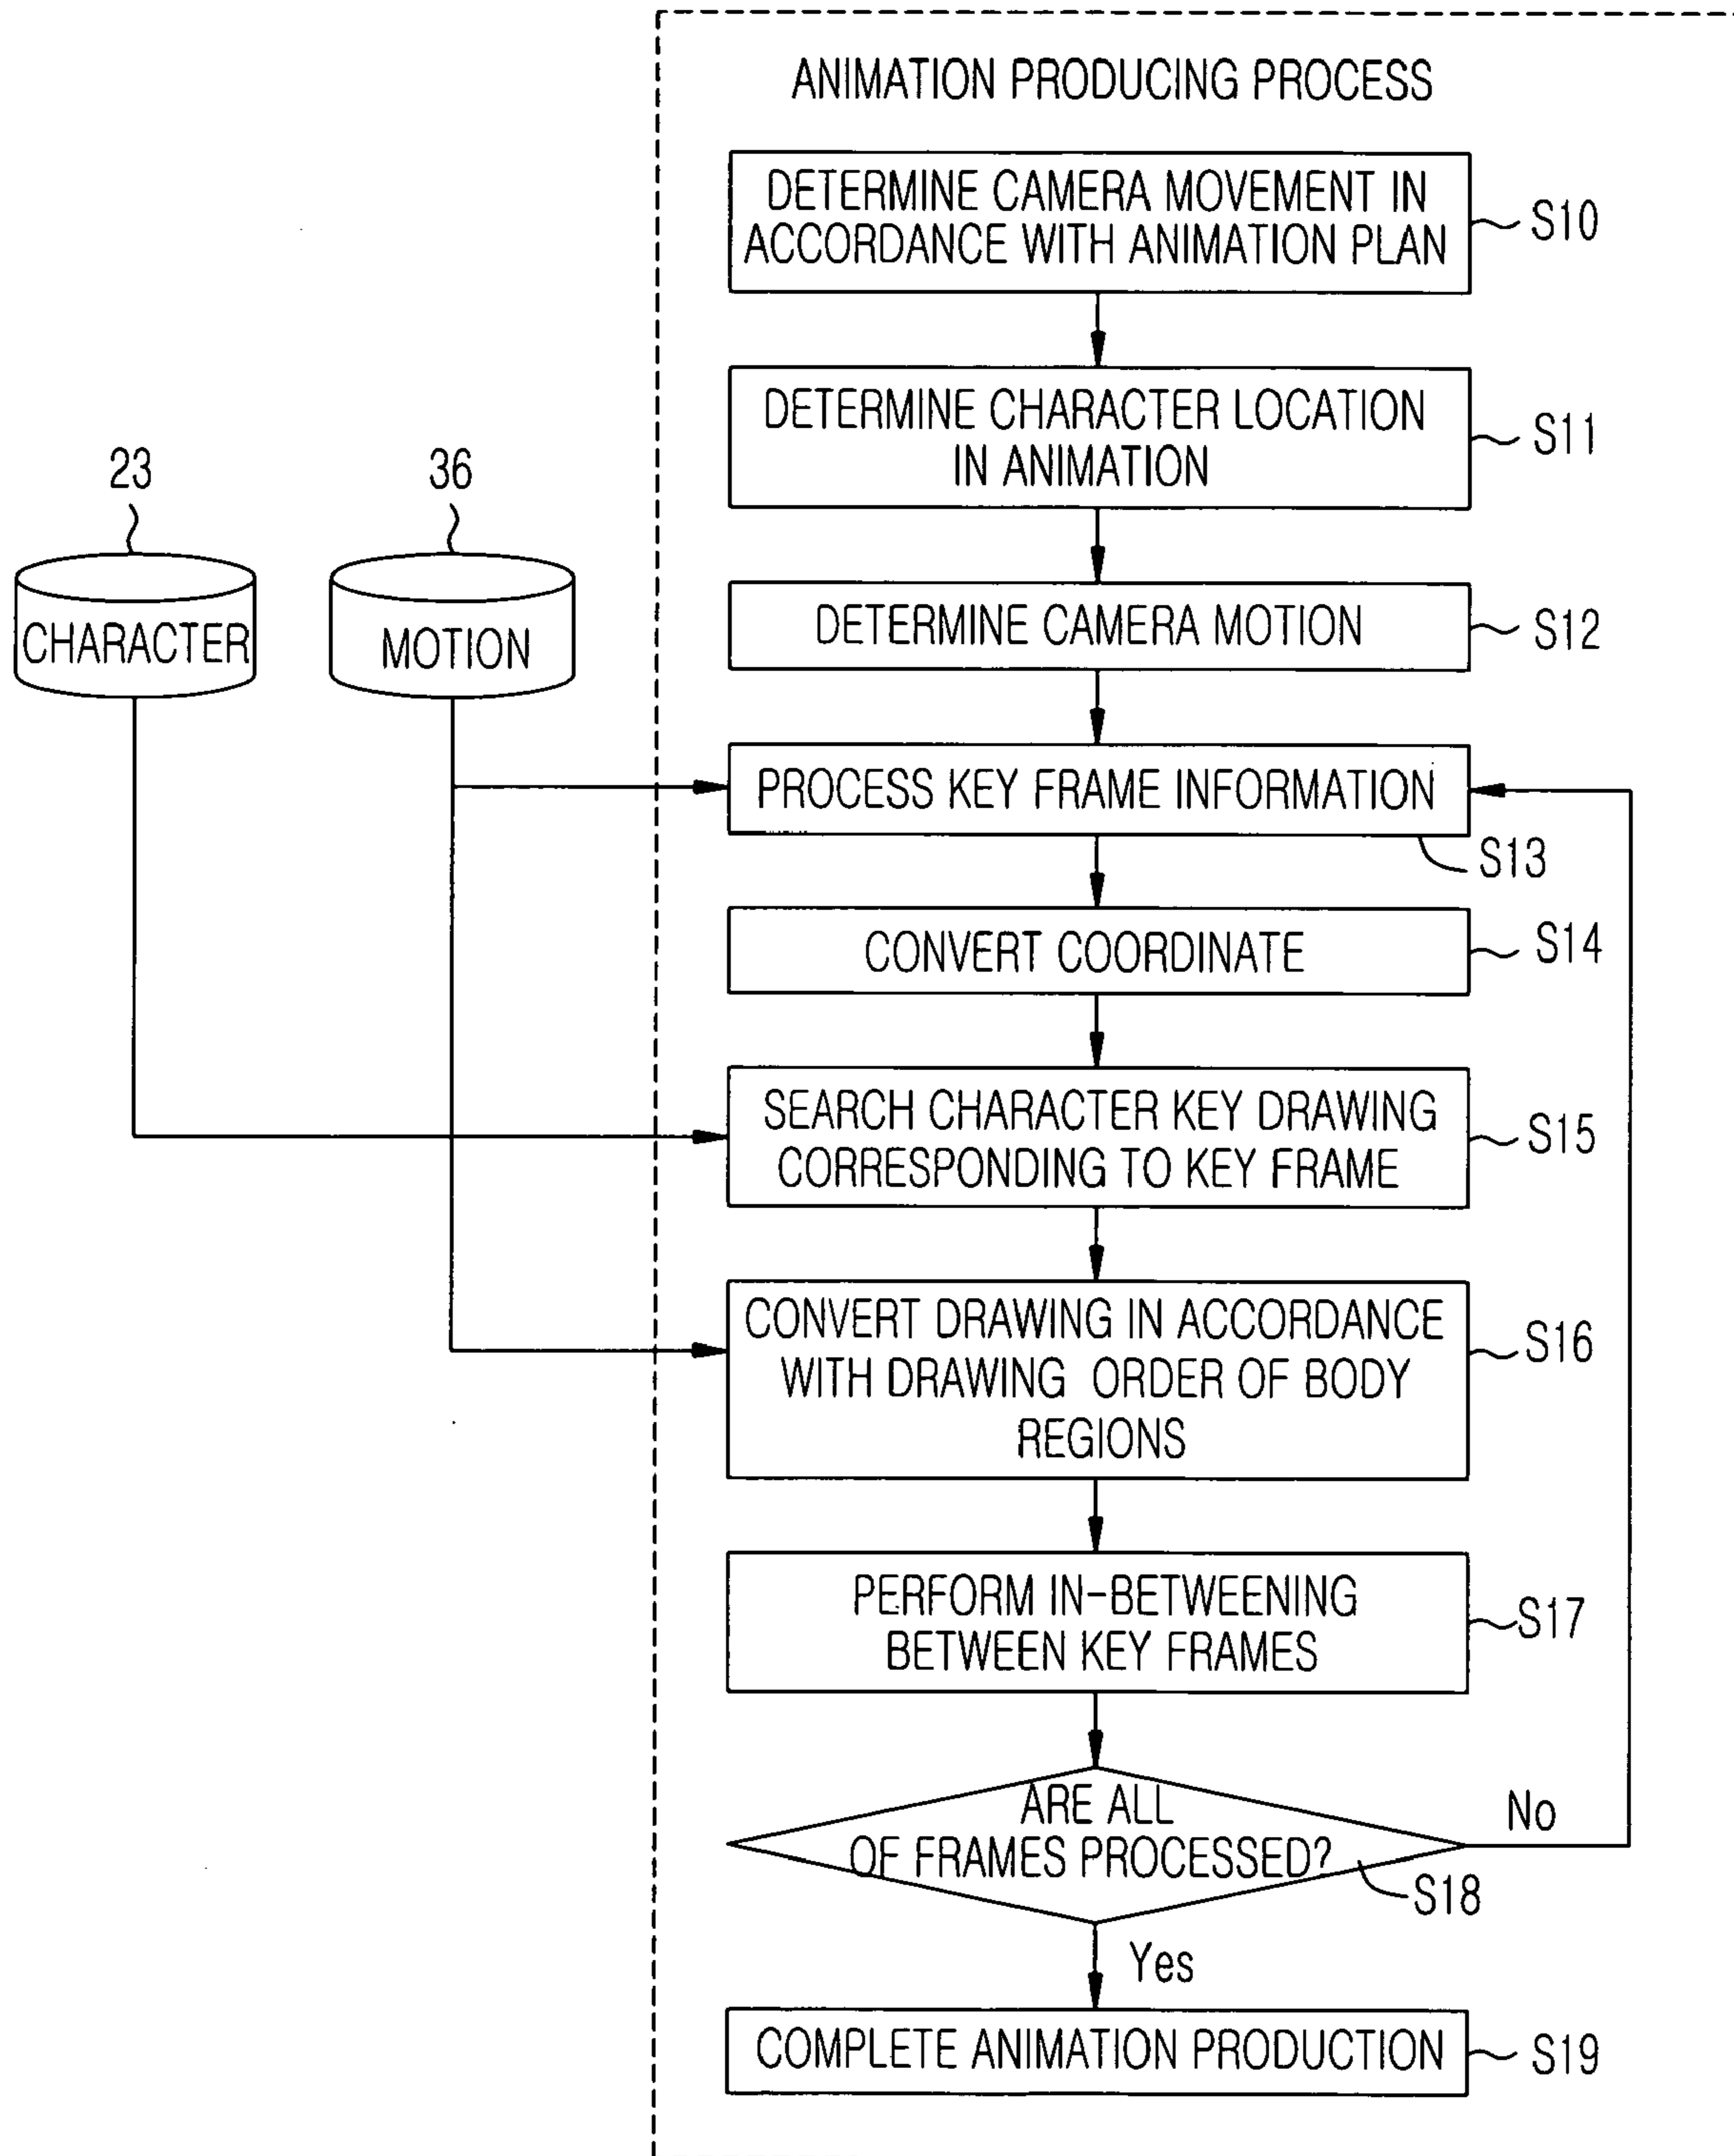 ANIMATION PRODUCING PROCESS
DETERMINE CAMERA MOVEMENT IN
ACCORDANCE WITH ANIMATION PLAN
S10
DETERMINE CHARACTER LOCATION
IN ANIMATION
S11
23
36
CHARACTER
MOTION
DETERMINE CAMERA MOTION
S12
PROCESS KEY FRAME INFORMATION
S13
CONVERT COORDINATE
S14
SEARCH CHARACTER KEY DRAWING
CORRESPONDING TO KEY FRAME
S15
CONVERT DRAWING IN ACCORDANCE
WITH DRAWING ORDER OF BODY
REGIONS
S16
PERFORM IN-BETWEENING
BETWEEN KEY FRAMES
S17
ARE ALL
OF FRAMES PROCESSED?
No
S18
Yes
COMPLETE ANIMATION PRODUCTION
S19